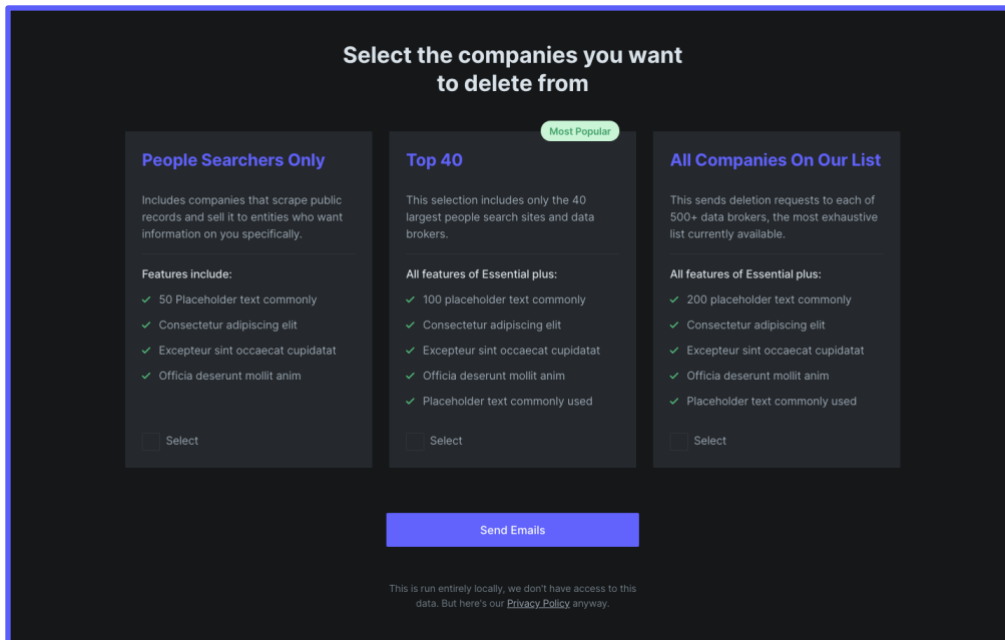 Select the companies you want
to delete from
Most Popular
People Searchers Only
Includes companies that scrape public
records and sell it to entities who want
information on you specifically.
Features include:
50 Placeholder text commonly
Consectetur adipiscing elit
Excepteur sint occaecat cupidatat
Officia deserunt mollit anim
Select
Top 40
This selection includes only the 40
largest people search sites and data
brokers.
All features of Essential plus:
100 placeholder text commonly
Consectetur adipiscing elit
Excepteur sint occaecat cupidatat
Officia deserunt mollit anim
Placeholder text commonly used
Select
All Companies On Our List
This sends deletion requests to each of
500+ data brokers, the most exhaustive
list currently available.
All features of Essential plus:
200 placeholder text commonly
Consectetur adipiscing elit
Excepteur sint occaecat cupidatat
Officia deserunt mollit anim
Placeholder text commonly used
Select
Send Emails
This is run entirely locally, we don't have access to this
data. But here's our Privacy Policy anyway.